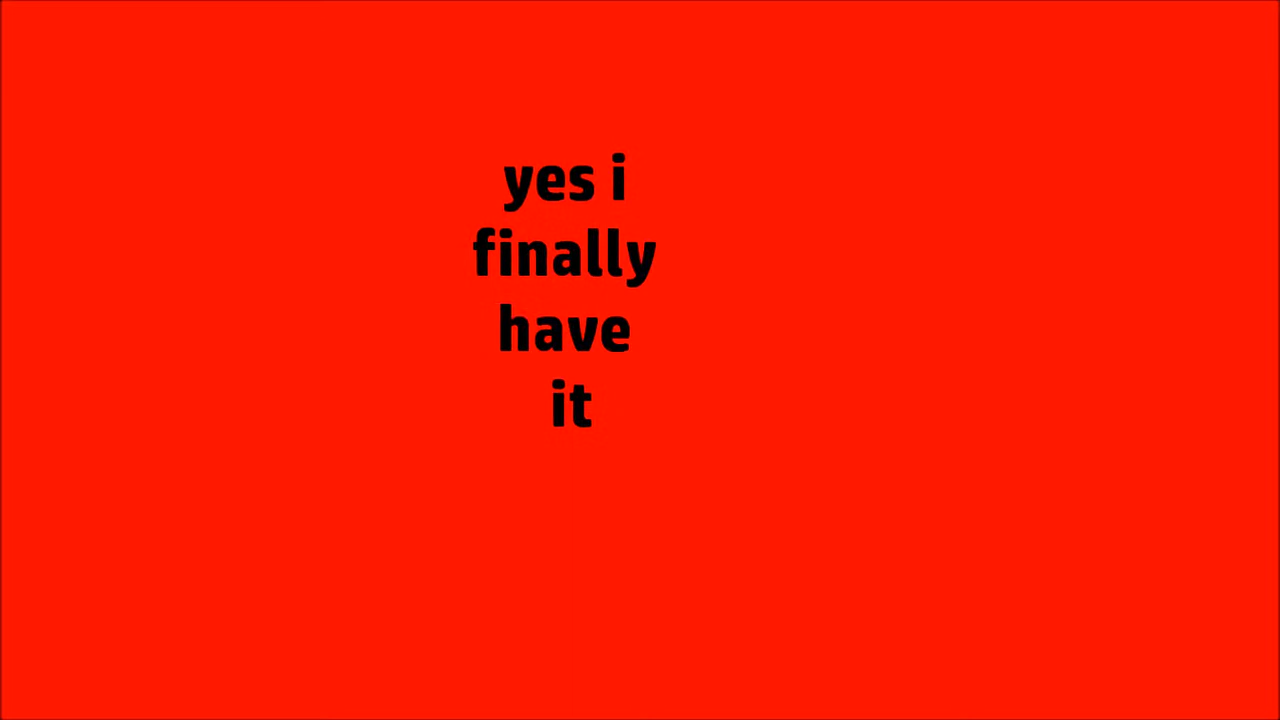 yes i
finally
have
it